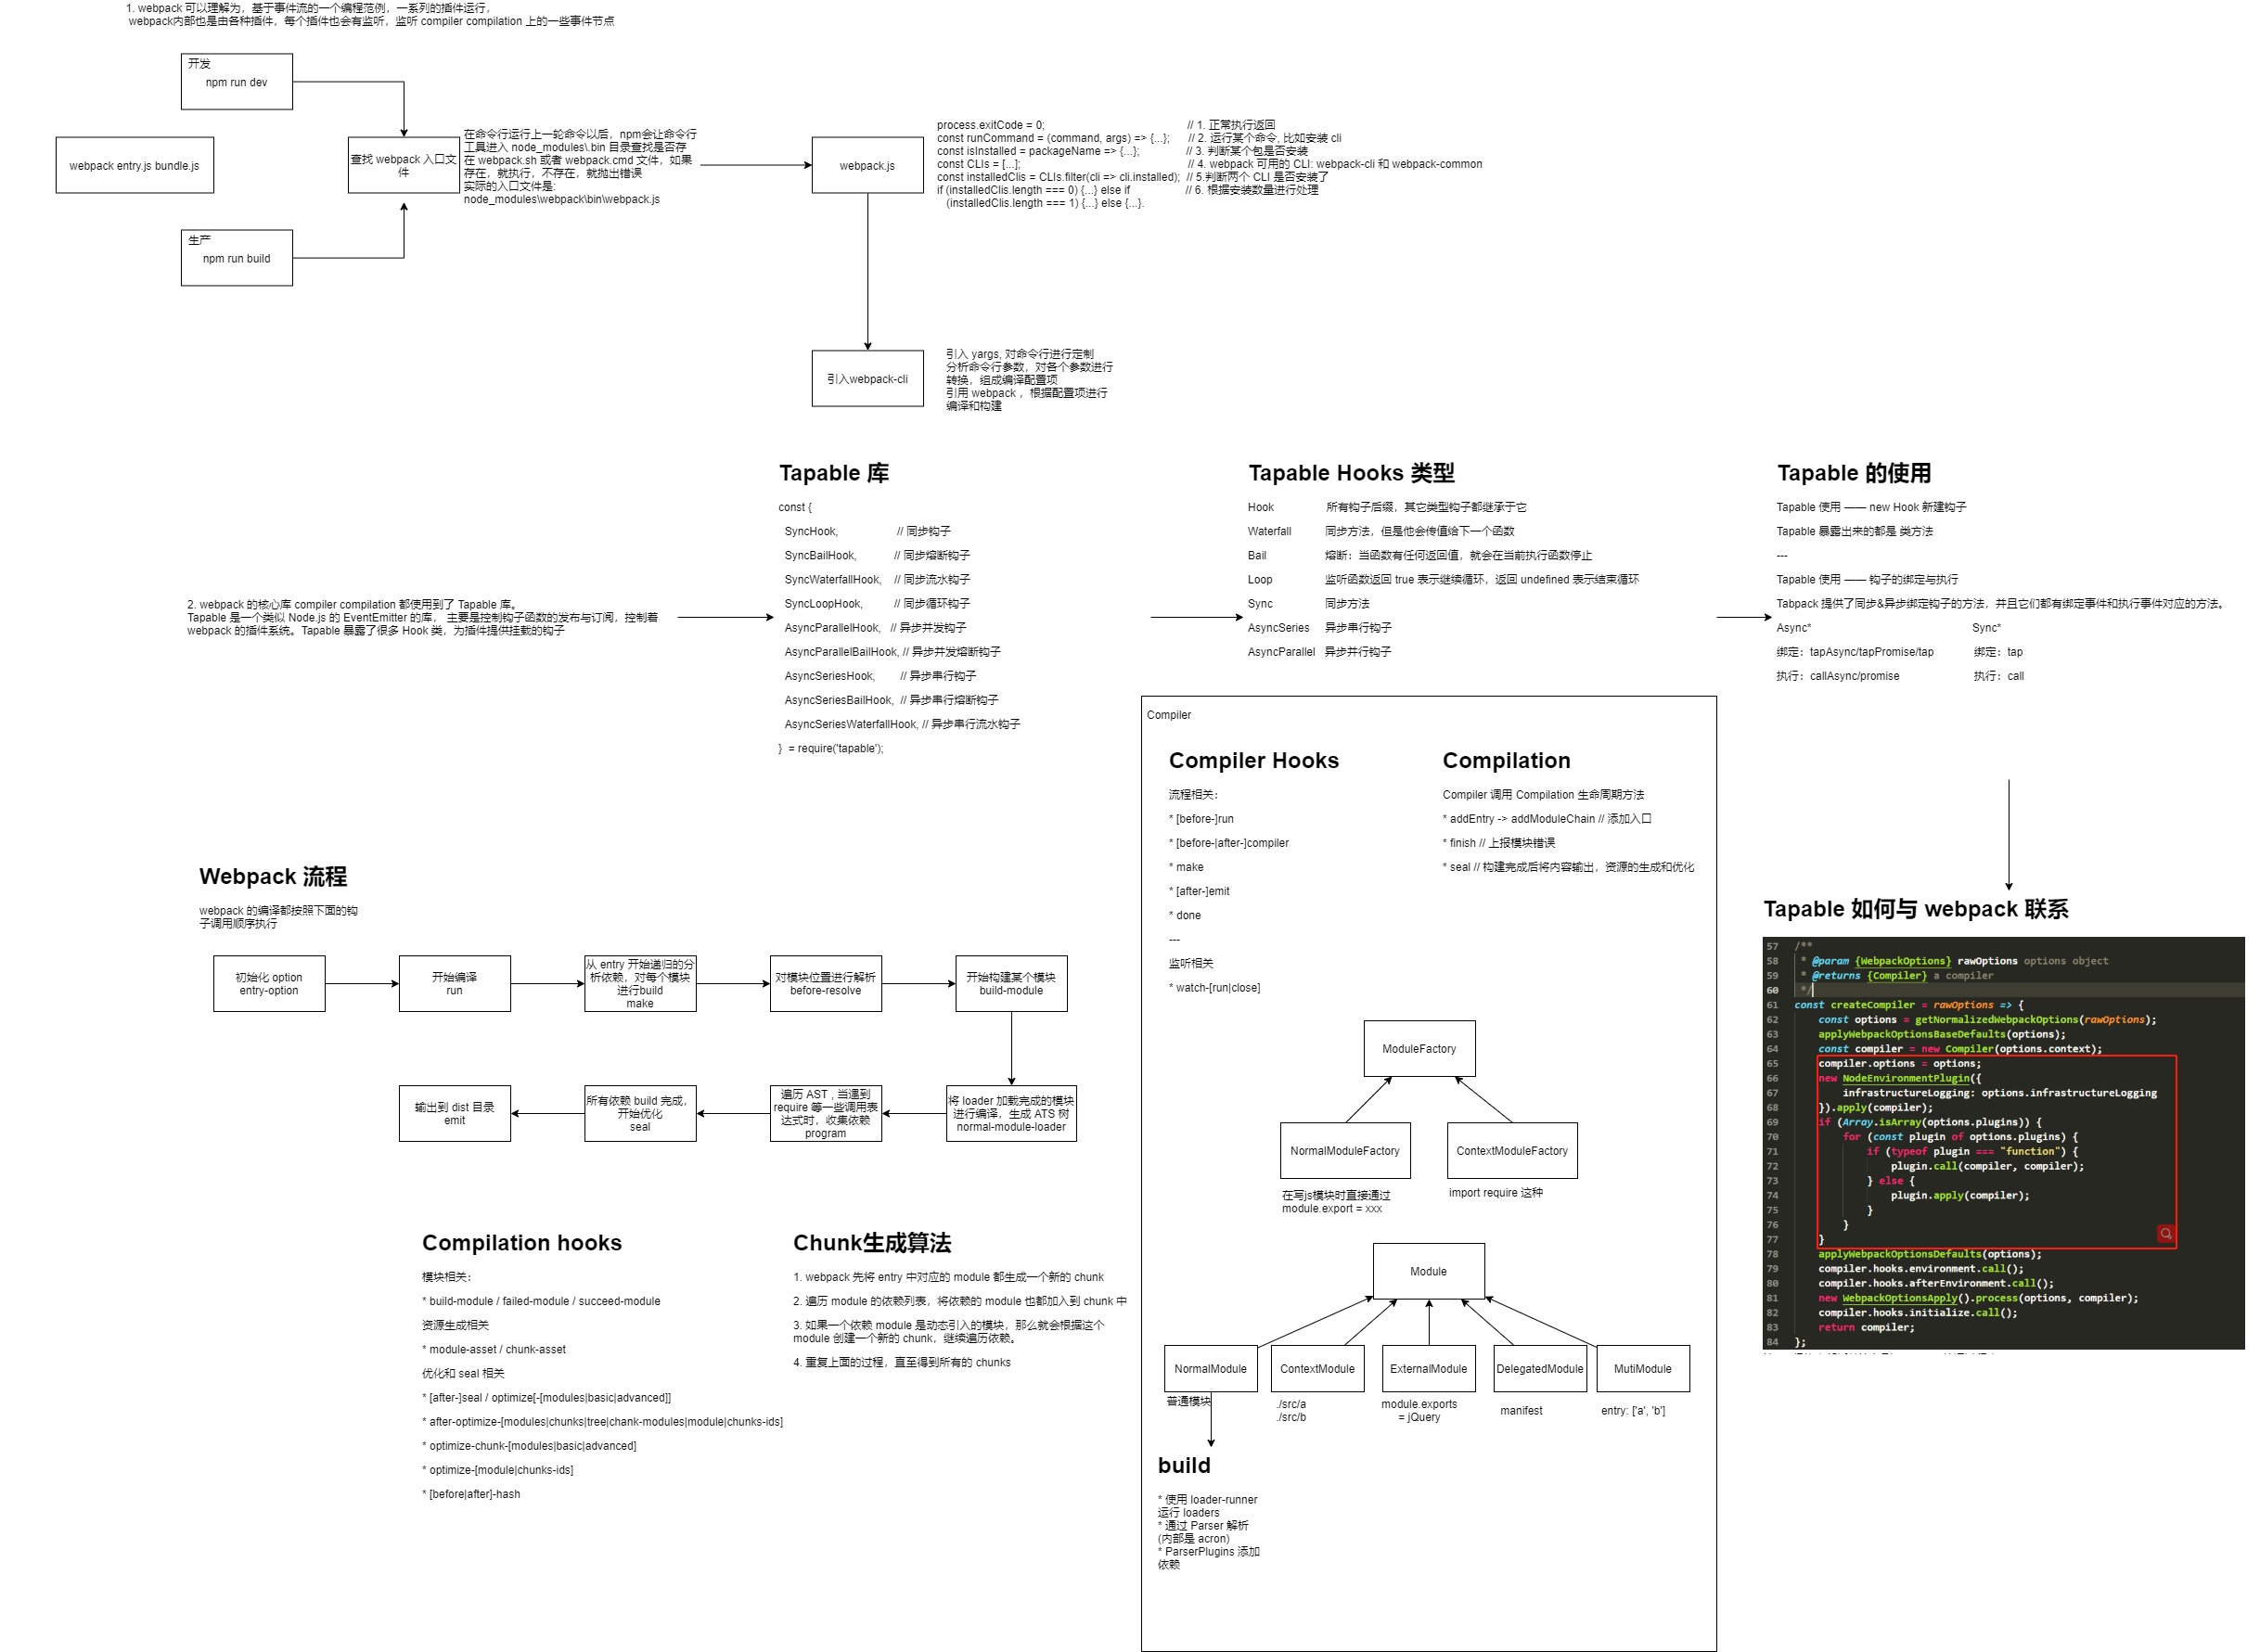 1. webpack 可以理解为，基于事件流的一个编程范例，一系列的插件运行，
webpack内部也是由各种插件，每个插件也会有监听，监听 compiler compilation 上的一些事件节点
开发
npm run dev
webpack entry.js bundle.js
生产
npm run build
查找 webpack 入口文
件
在命令行运行上一轮命令以后，npm会让命令行
工具进入 node_modules\.bin 目录查找是否存
在 webpack.sh 或者 webpack.cmd 文件，如果
存在，就执行，不存在，就抛出错误
实际的入口文件是:
node_modules\webpack\bin\webpack.js
webpack.js
process.exitCode = 0; // 1. 正常执行返回
const runCommand = (command, args) => {...}; // 2. 运行某个命令, 比如安装 cli
const isInstalled = packageName => {...}; // 3. 判断某个包是否安装
const CLIs = [...]; // 4. webpack 可用的 CLI: webpack-cli 和 webpack-common
const installedClis = CLIs.filter(cli => cli.installed); // 5.判断两个 CLI 是否安装了
if (installedClis.length === 0) {...} else if // 6. 根据安装数量进行处理
(installedClis.length === 1) {...} else {...}.
引入webpack-cli
引入 yargs, 对命令行进行定制
分析命令行参数，对各个参数进行
转换，组成编译配置项
引用 webpack ，根据配置项进行
编译和构建
2. webpack 的核心库 compiler compilation 都使用到了 Tapable 库。
Tapable 是一个类似 Node.js 的 EventEmitter 的库， 主要是控制钩子函数的发布与订阅，控制着
webpack 的插件系统。Tapable 暴露了很多 Hook 类，为插件提供挂载的钩子
Tapable 库
const {
SyncHook, // 同步钩子
SyncBailHook, // 同步熔断钩子
SyncWaterfallHook, // 同步流水钩子
SyncLoopHook, // 同步循环钩子
AsyncParallelHook, // 异步并发钩子
AsyncParallelBailHook, // 异步并发熔断钩子
AsyncSeriesHook, // 异步串行钩子
AsyncSeriesBailHook, // 异步串行熔断钩子
AsyncSeriesWaterfallHook, // 异步串行流水钩子
} = require('tapable');
Tapable Hooks 类型
Hook 所有钩子后缀，其它类型钩子都继承于它
Waterfall 同步方法，但是他会传值给下一个函数
Bail 熔断：当函数有任何返回值，就会在当前执行函数停止
Loop 监听函数返回 true 表示继续循环，返回 undefined 表示结束循环
Sync 同步方法
AsyncSeries 异步串行钩子
AsyncParallel 异步并行钩子
Tapable 的使用
Tapable 使用 —— new Hook 新建钩子
Tapable 暴露出来的都是 类方法
---
Tapable 使用 —— 钩子的绑定与执行
Tabpack 提供了同步&异步绑定钩子的方法，并且它们都有绑定事件和执行事件对应的方法。
Async* Sync*
绑定：tapAsync/tapPromise/tap 绑定：tap
执行：callAsync/promise 执行：call
Tapable 如何与 webpack 联系
57 /**
58 * @param {WebpackOptions} rawOptions options object
59 * @returns {Compiler} a compiler
60 */
61 const createCompiler = rawOptions => {
62 const options = getNormalizedWebpackOptions(rawOptions);
63 applyWebpackOptionsBaseDefaults(options);
64 const compiler = new Compiler(options.context);
65 compiler.options = options;
66 new NodeEnvironmentPlugin({
67 infrastructureLogging: options.infrastructureLogging
68 }).apply(compiler);
69 if (Array.isArray(options.plugins)) {
70 for (const plugin of options.plugins) {
71 if (typeof plugin === "function") {
72 plugin.call(compiler, compiler);
73 } else {
74 plugin.apply(compiler);
75 }
76 }
77 }
78 applyWebpackOptionsDefaults(options);
79 compiler.hooks.environment.call();
80 compiler.hooks.afterEnvironment.call();
81 new WebpackOptionsApply().process(options, compiler);
82 compiler.hooks.initialize.call();
83 return compiler;
84 };
Webpack 流程
webpack 的编译都按照下面的钩
子调用顺序执行
初始化 option
entry-option
开始编译
run
从 entry 开始递归的分
析依赖，对每个模块
进行build
make
对模块位置进行解析
before-resolve
开始构建某个模块
build-module
将 loader 加载完成的模块
进行编译，生成 ATS 树
normal-module-loader
遍历 AST , 当遇到
require 等一些调用表
达式时，收集依赖
program
所有依赖 build 完成，
开始优化
seal
输出到 dist 目录
emit
Compilation hooks
模块相关：
* build-module / failed-module / succeed-module
资源生成相关
* module-asset / chunk-asset
优化和 seal 相关
* [after-]seal / optimize[-[modules|basic|advanced]]
* after-optimize-[modules|chunks|tree|chank-modules|module|chunks-ids]
* optimize-chunk-[modules|basic|advanced]
* optimize-[module|chunks-ids]
* [before|after]-hash
Chunk生成算法
1. webpack 先将 entry 中对应的 module 都生成一个新的 chunk
2. 遍历 module 的依赖列表，将依赖的 module 也都加入到 chunk 中
3. 如果一个依赖 module 是动态引入的模块，那么就会根据这个
module 创建一个新的 chunk，继续遍历依赖。
4. 重复上面的过程，直至得到所有的 chunks
Compiler
Compiler Hooks
流程相关：
* [before-]run
* [before-|after-]compiler
* make
* [after-]emit
* done
---
监听相关
* watch-[run|close]
Compilation
Compiler 调用 Compilation 生命周期方法
* addEntry -> addModuleChain // 添加入口
* finish // 上报模块错误
* seal // 构建完成后将内容输出，资源的生成和优化
ModuleFactory
NormalModuleFactory
ContextModuleFactory
在写js模块时直接通过
module.export = xxx
import require 这种
Module
NormalModule
ContextModule
ExternalModule
DelegatedModule
MutiModule
普通模块
./src/a
./src/b
module.exports
= jQuery
manifest
entry: ['a', 'b']
build
* 使用 loader-runner
运行 loaders
* 通过 Parser 解析
(内部是 acron)
* ParserPlugins 添加
依赖